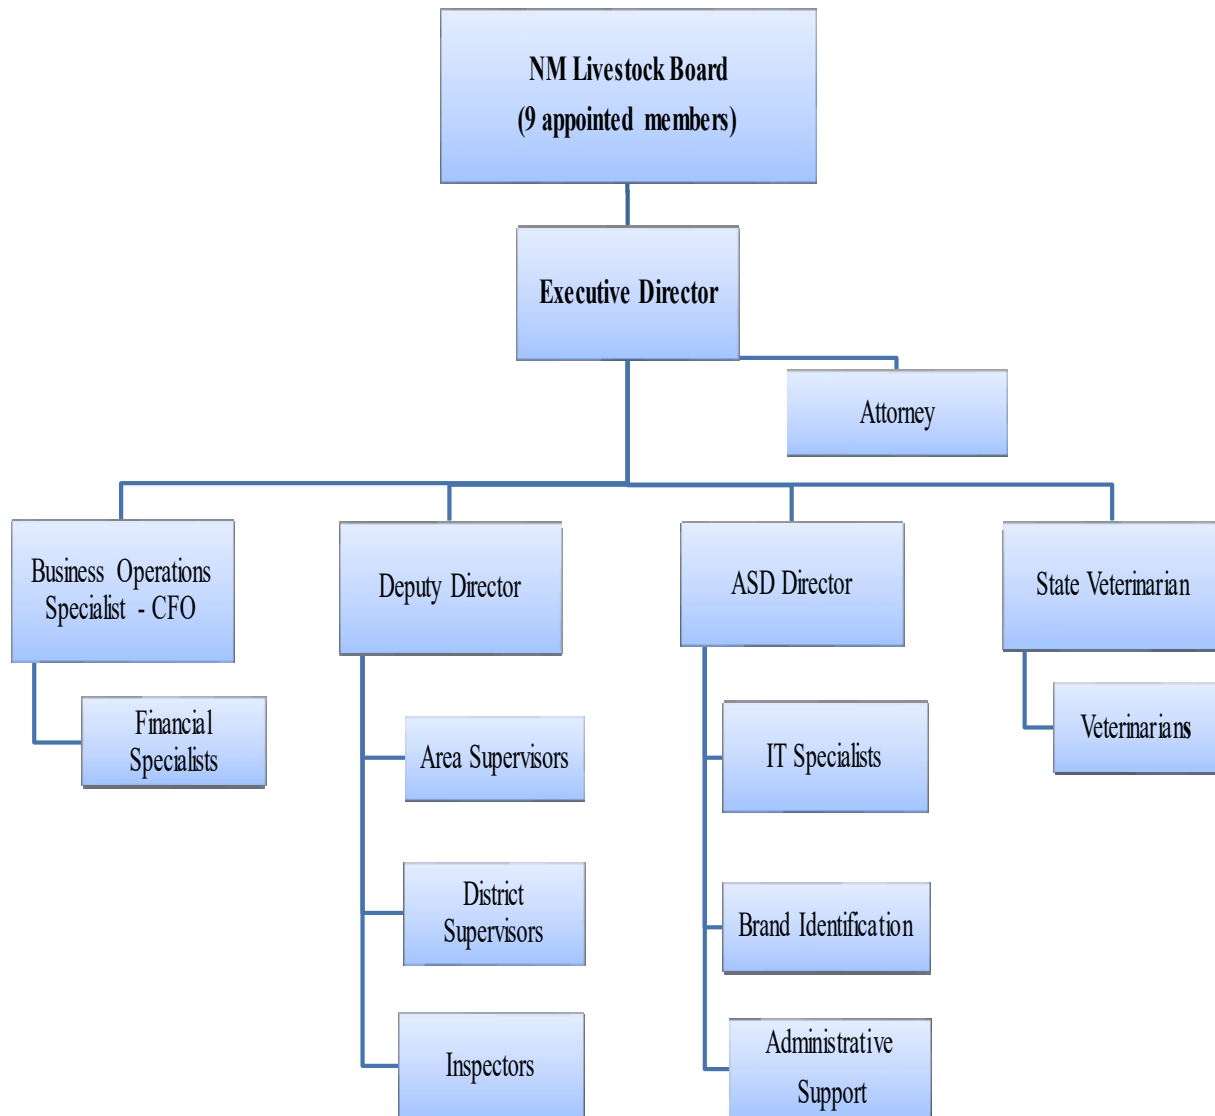 NM Livestock Board
(9 appointed members)
Executive Director
Attorney
Business Operations
Specialist - CFO
Deputy Director
ASD Director
State Veterinarian
Financial
Specialists
Area Supervisors
IT Specialists
Veterinarians
District
Supervisors
Brand Identification
Inspectors
Administrative
Support